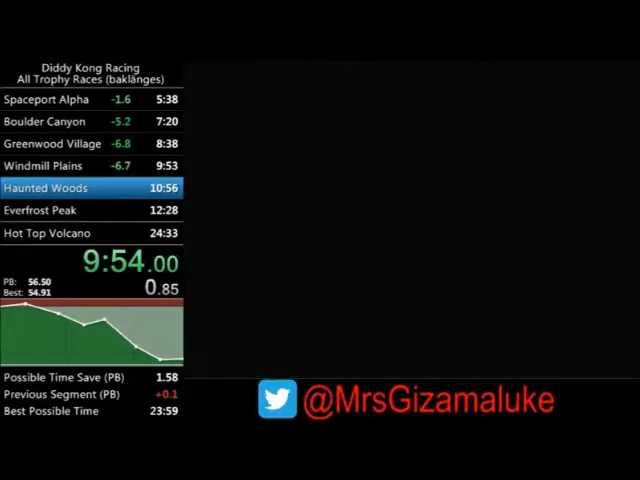 Diddy Kong Racing
All Trophy Races (baklänges)
Spaceport Alpha -1.6 5:38
Boulder Canyon -5.2 7:20
Greenwood Village -6.8 8:38
Windmill Plains -6.7 9:53
Haunted Woods 10:56
Everfrost Peak 12:28
Hot Top Volcano 24:33
9:54.00
PB: 56.50
Best: 54.91
0.85
Possible Time Save (PB) 1.58
Previous Segment (PB) +0.1
Best Possible Time 23:59
@MrsGizamaluke